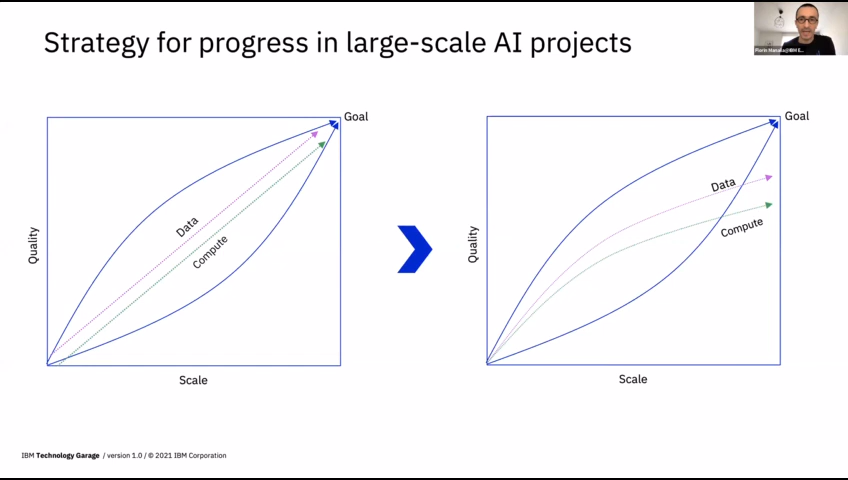 Strategy for progress in large-scale AI projects
Goal
Data
Compute
Quality
Scale
Goal
Data
Compute
Quality
Scale
IBM Technology Garage / version 1.0 / © 2021 IBM Corporation